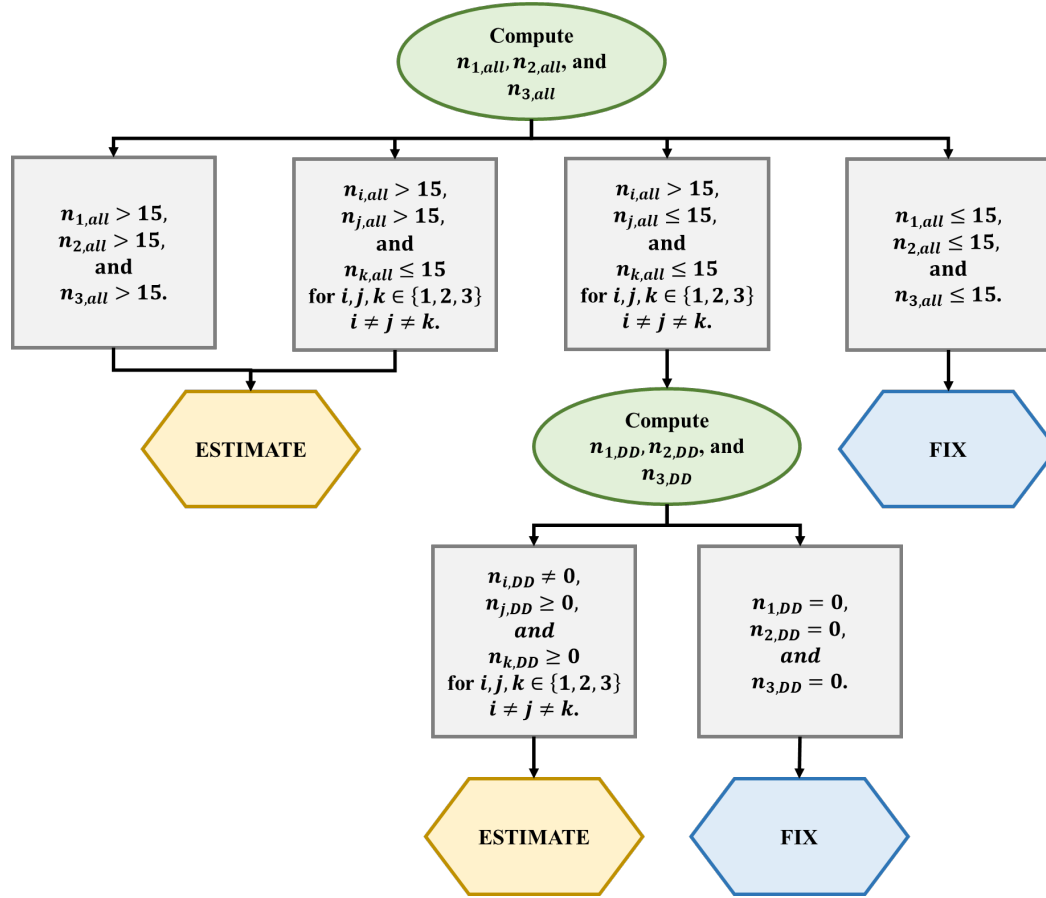 Compute
n₁,all, n₂,all, and
n₃,all
n₁,all > 15,
n₂,all > 15,
and
n₃,all > 15.
nᵢ,all > 15,
nⱼ,all > 15,
and
nₖ,all ≤ 15
for i, j, k ∈ {1, 2, 3}
i ≠ j ≠ k.
nᵢ,all > 15,
nⱼ,all ≤ 15,
and
nₖ,all ≤ 15
for i, j, k ∈ {1, 2, 3}
i ≠ j ≠ k.
n₁,all ≤ 15,
n₂,all ≤ 15,
and
n₃,all ≤ 15.
ESTIMATE
Compute
n₁,DD, n₂,DD, and
n₃,DD
FIX
nᵢ,DD ≠ 0,
nⱼ,DD ≥ 0,
and
nₖ,DD ≥ 0
for i, j, k ∈ {1, 2, 3}
i ≠ j ≠ k.
n₁,DD = 0,
n₂,DD = 0,
and
n₃,DD = 0.
ESTIMATE
FIX